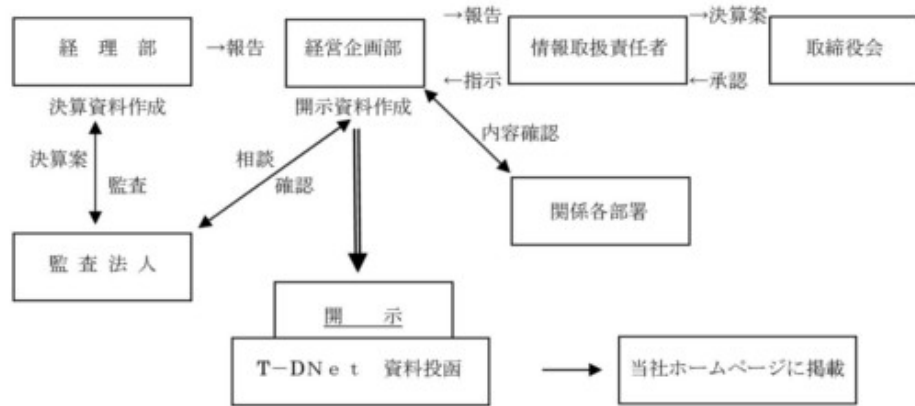 →報告
→決算案
経 理 部
→報告
経営企画部
情報取扱責任者
取締役会
←指示
←承認
決算資料作成
開示資料作成
内容確認
決算案
相談
監査
確認
関係各部署
監 査 法 人
開 示
T－DNet 資料投函
当社ホームページに掲載